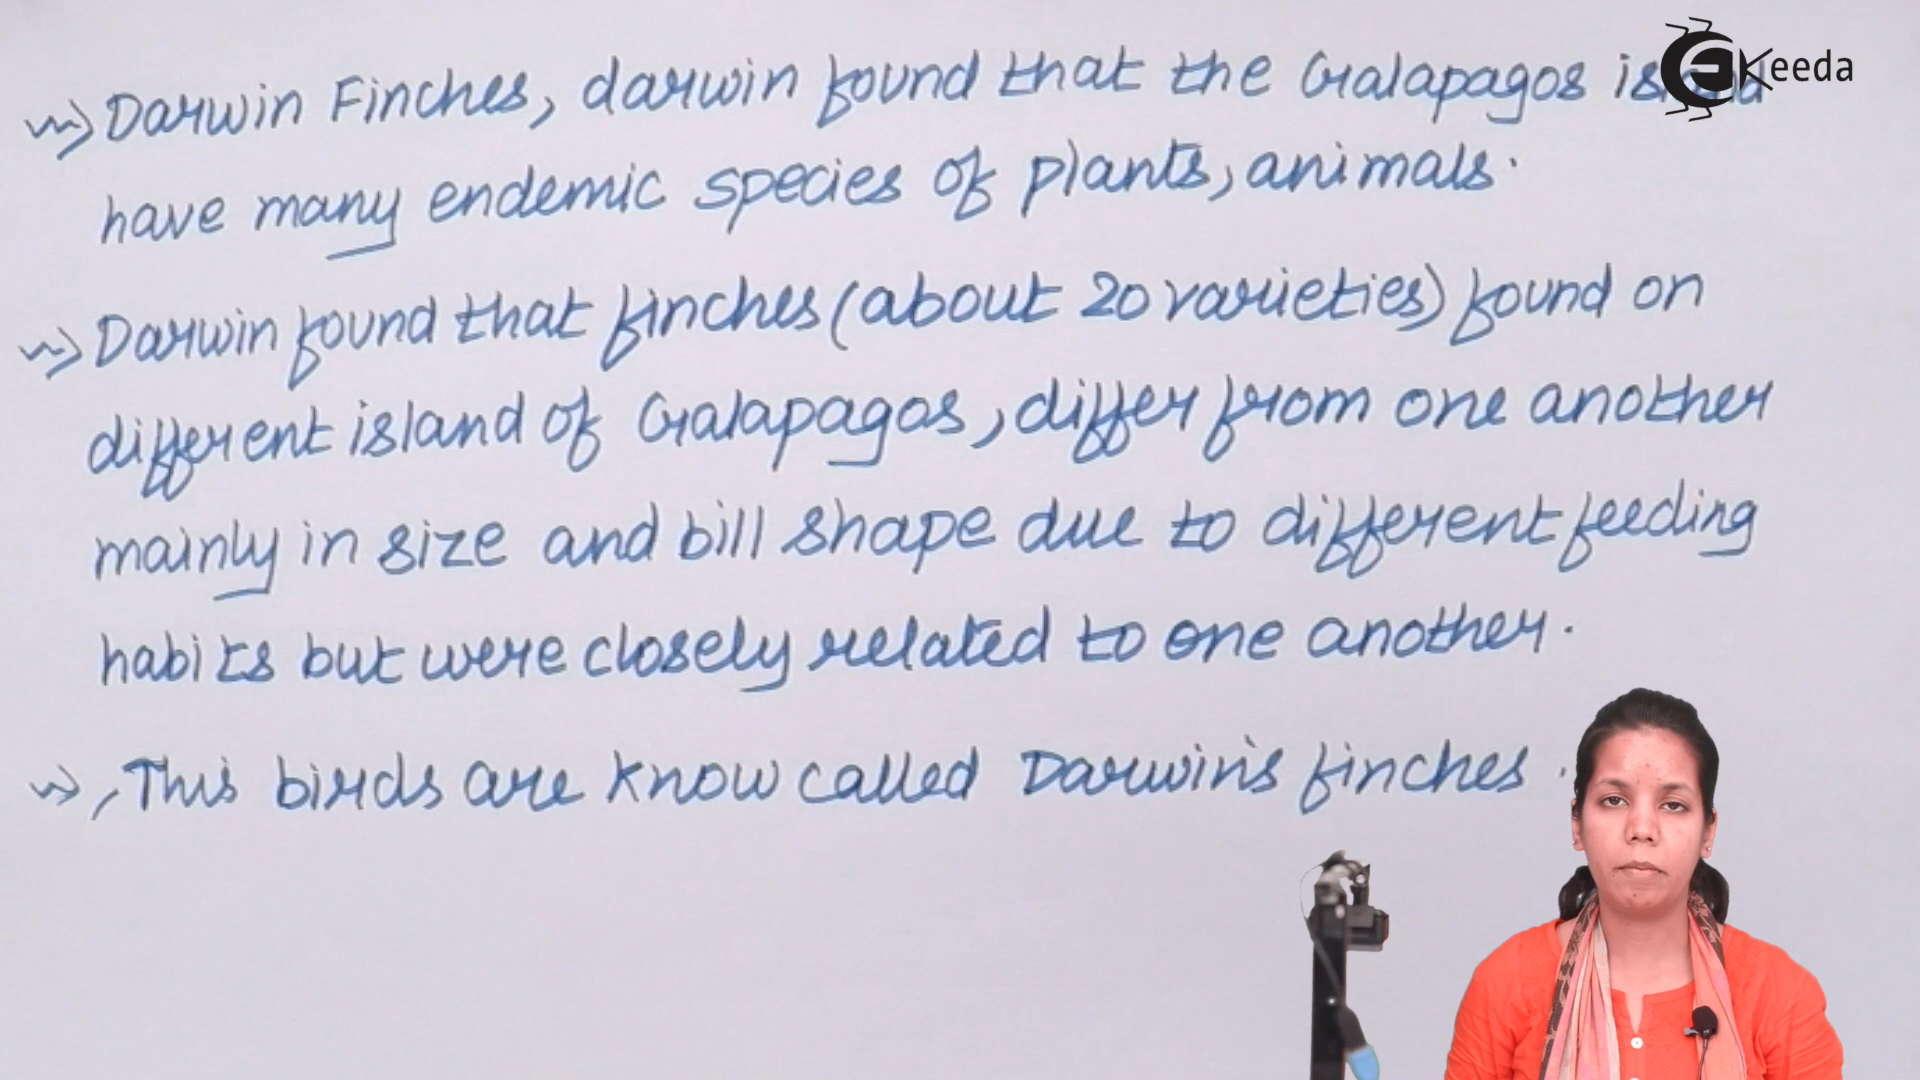 Darwin Finches, darwin found that the Galapagos island
EKeeda
have many endemic species of plants, animals.
Darwin found that finches (about 20 varieties) found on
different island of Galapagos, differ from one another
mainly in size and bill shape due to different feeding
habits but were closely related to one another.
, This birds are know called Darwin's finches.